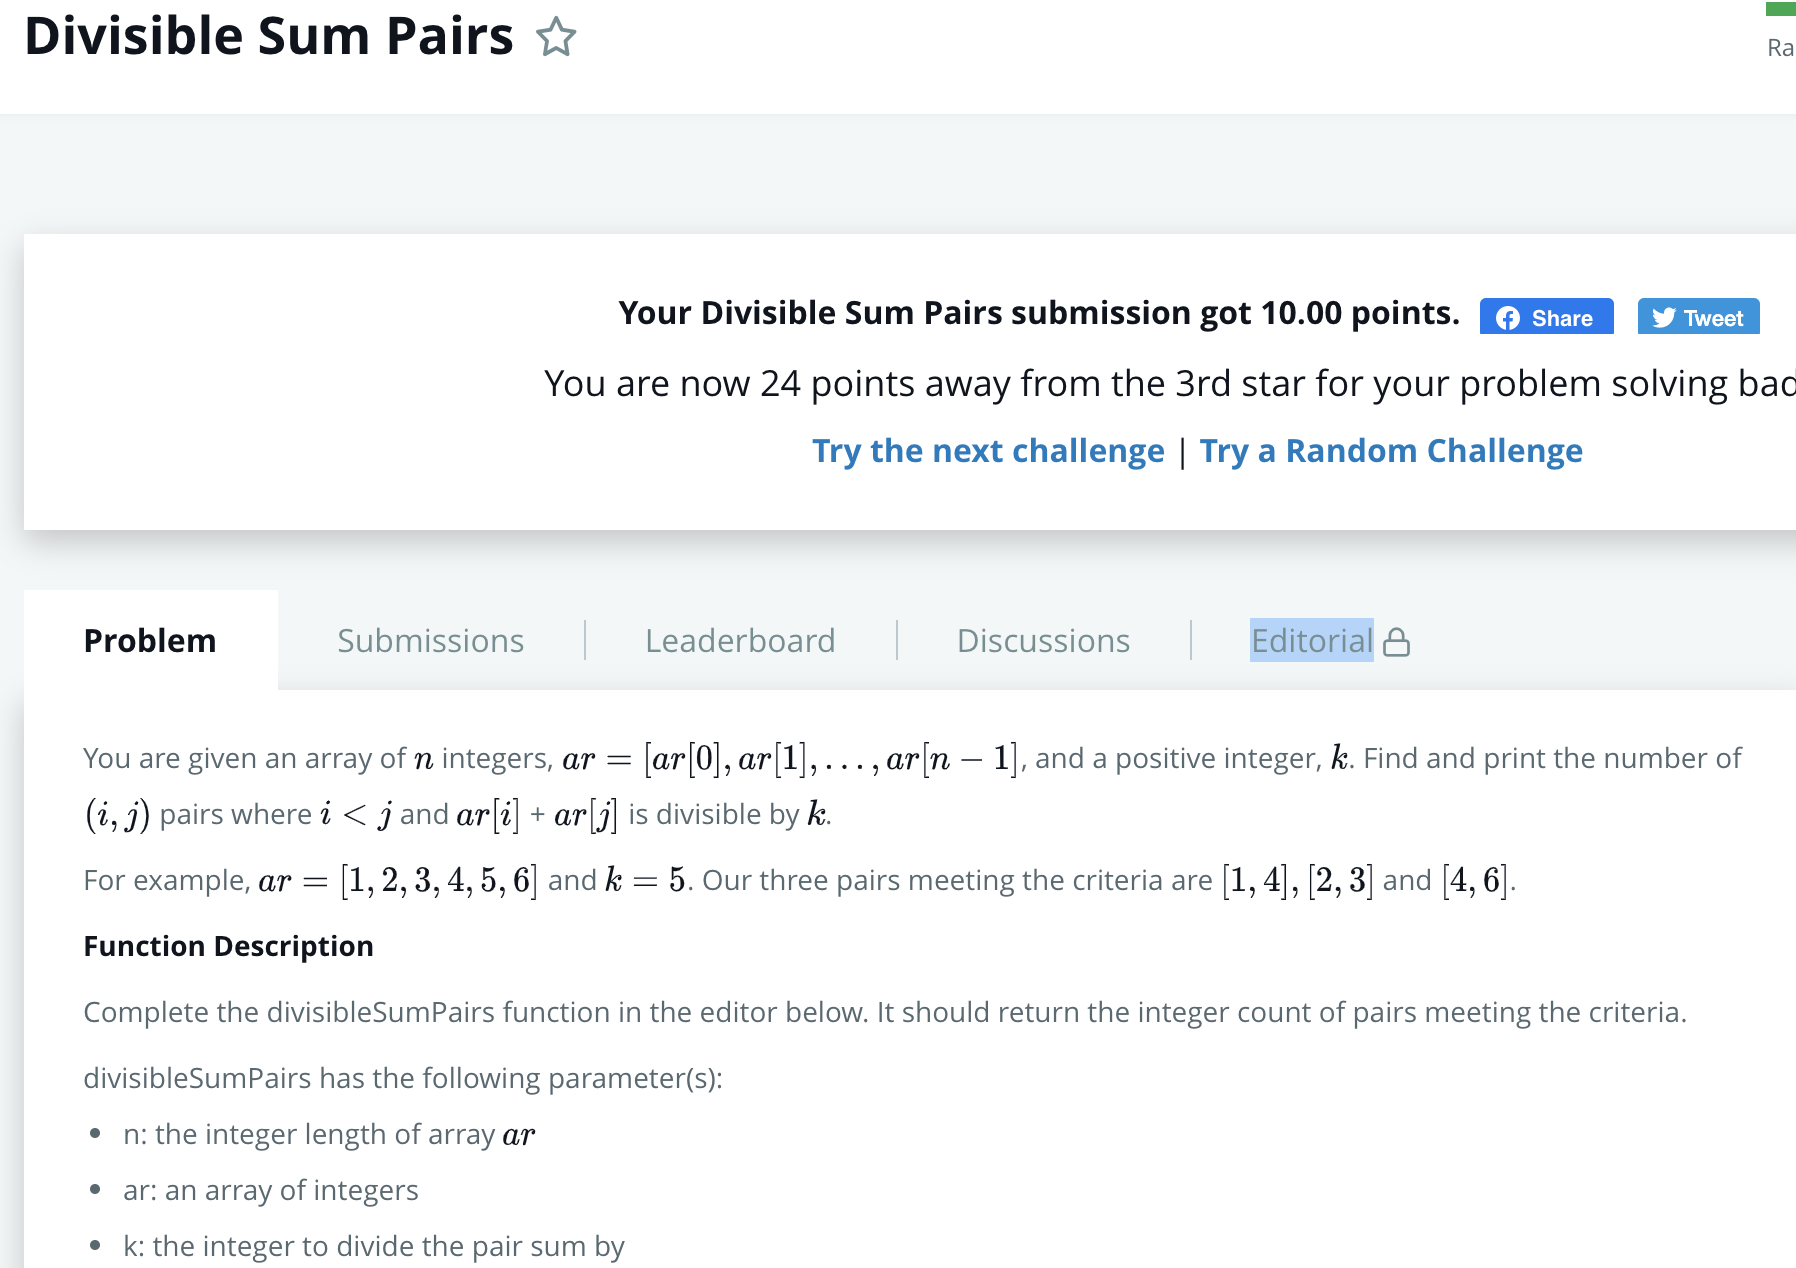 Divisible Sum Pairs
Ra
Your Divisible Sum Pairs submission got 10.00 points. Share Tweet
You are now 24 points away from the 3rd star for your problem solving bad
Try the next challenge | Try a Random Challenge
Problem Submissions Leaderboard Discussions Editorial
You are given an array of n integers, ar = [ar[0], ar[1], . . . , ar[n − 1], and a positive integer, k. Find and print the number of
(i, j) pairs where i < j and ar[i] + ar[j] is divisible by k.
For example, ar = [1, 2, 3, 4, 5, 6] and k = 5. Our three pairs meeting the criteria are [1, 4], [2, 3] and [4, 6].
Function Description
Complete the divisibleSumPairs function in the editor below. It should return the integer count of pairs meeting the criteria.
divisibleSumPairs has the following parameter(s):
• n: the integer length of array ar
• ar: an array of integers
• k: the integer to divide the pair sum by